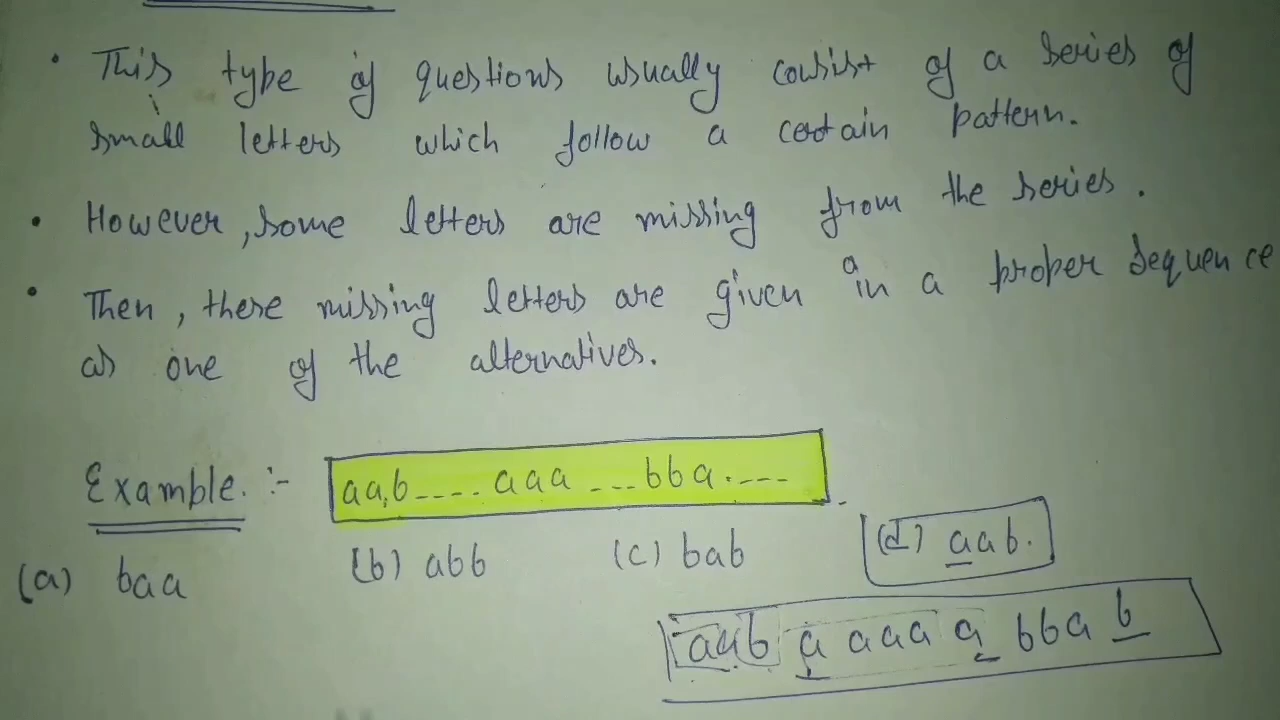 • This type of questions usually consist of a series of
small letters which follow a certain pattern.
• However, some letters are missing from the series.
• Then, these missing letters are given in a proper sequence
as one of the alternatives.
Examble :- aa,b---- aaa ---bba.----
(a) baa (b) abb (c) bab (d) aab.
aab a aaa a bba b